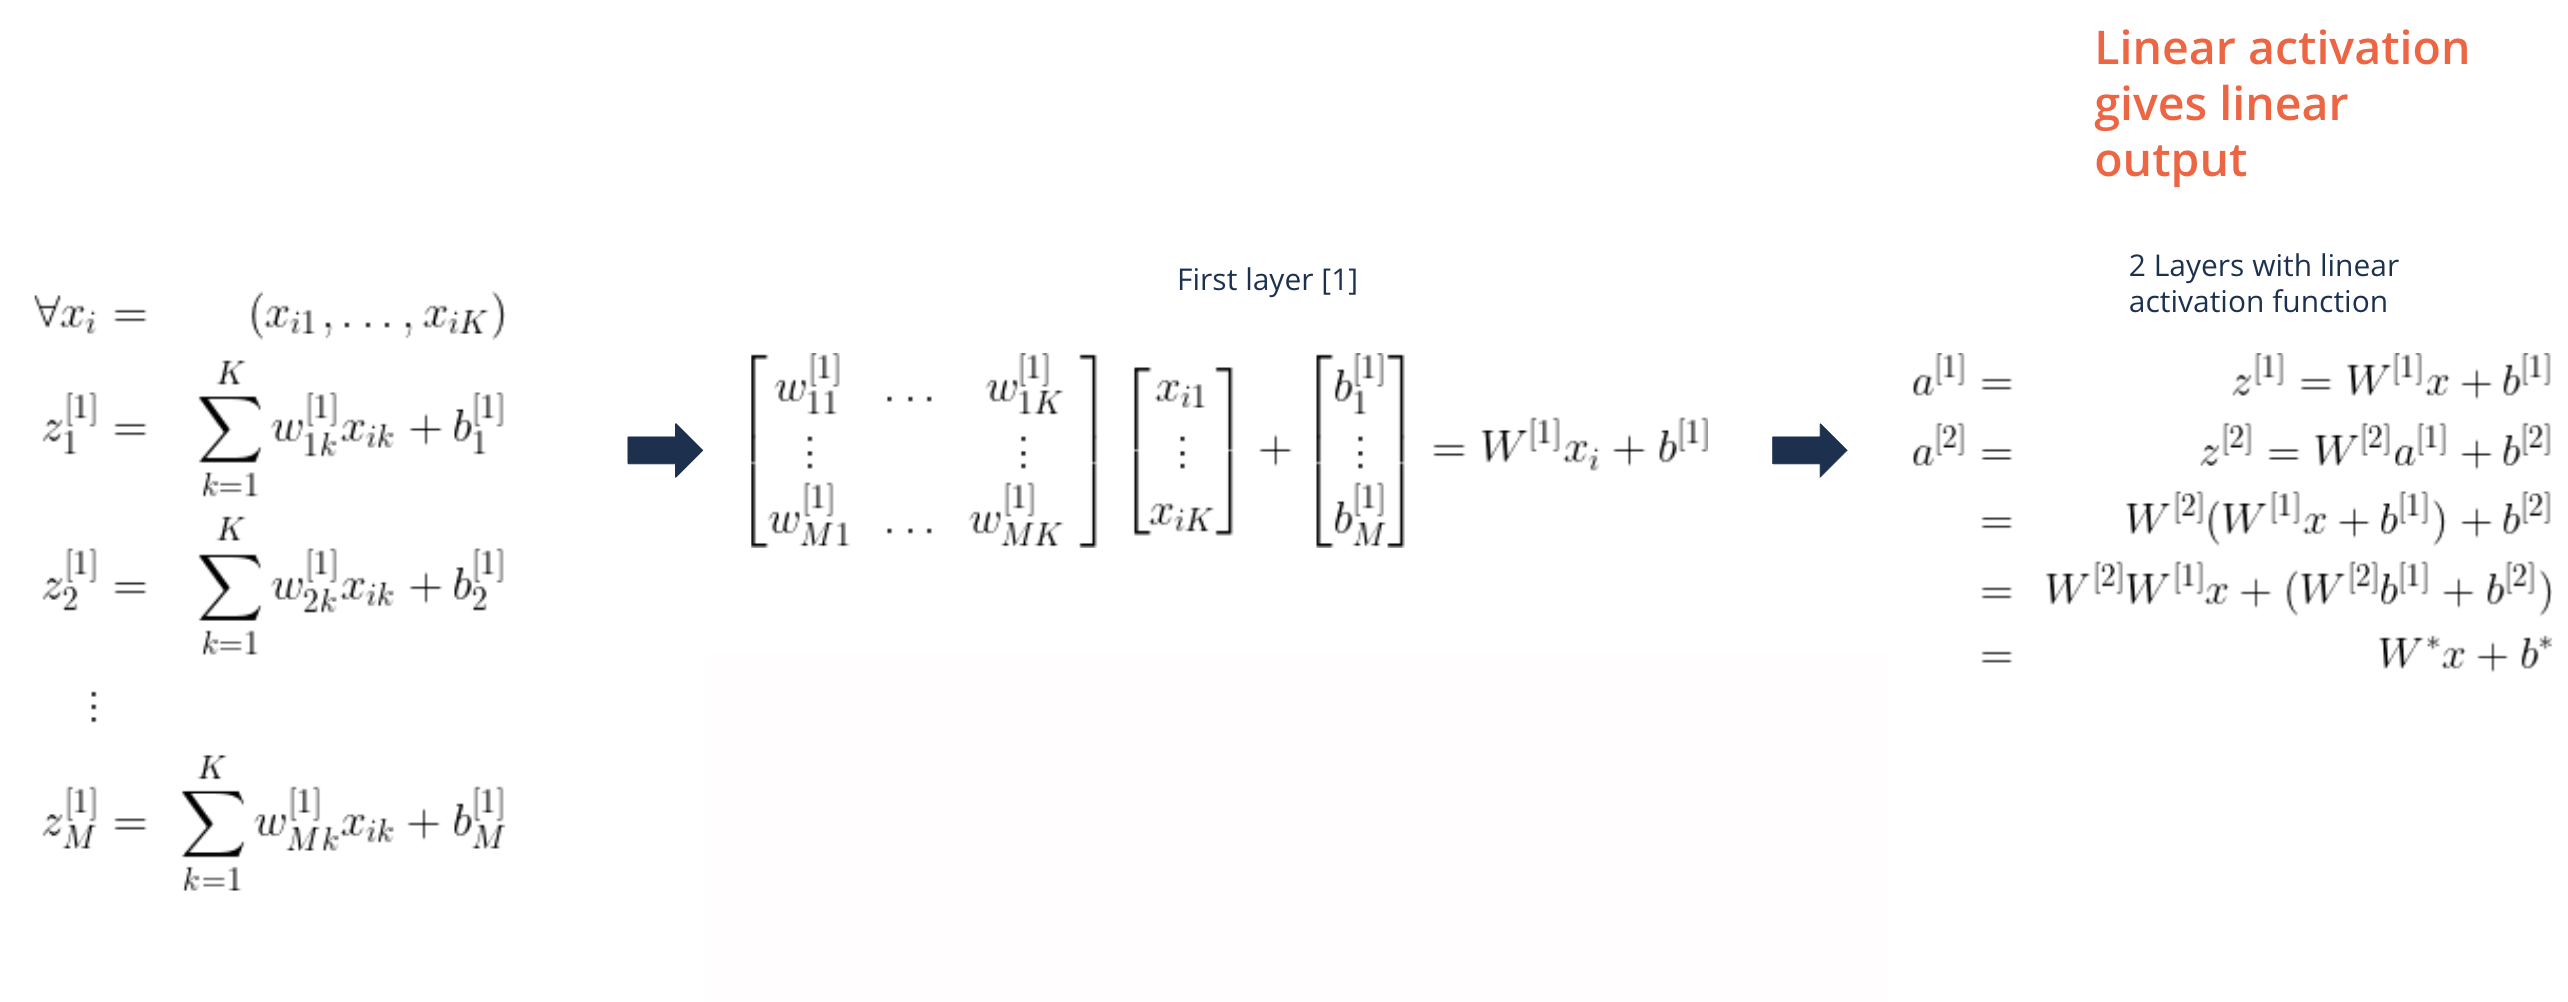 Linear activation
gives linear
output
∀x_i = (x_{i1}, . . . , x_{iK})
z_1^{[1]} = \sum_{k=1}^{K} w_{1k}^{[1]} x_{ik} + b_1^{[1]}
z_2^{[1]} = \sum_{k=1}^{K} w_{2k}^{[1]} x_{ik} + b_2^{[1]}
⋮
z_M^{[1]} = \sum_{k=1}^{K} w_{Mk}^{[1]} x_{ik} + b_M^{[1]}
First layer [1]
\begin{bmatrix} w_{11}^{[1]} & \dots & w_{1K}^{[1]} \\ \vdots & & \vdots \\ w_{M1}^{[1]} & \dots & w_{MK}^{[1]} \end{bmatrix} \begin{bmatrix} x_{i1} \\ \vdots \\ x_{iK} \end{bmatrix} + \begin{bmatrix} b_1^{[1]} \\ \vdots \\ b_M^{[1]} \end{bmatrix} = W^{[1]} x_i + b^{[1]}
2 Layers with linear
activation function
a^{[1]} = z^{[1]} = W^{[1]} x + b^{[1]}
a^{[2]} = z^{[2]} = W^{[2]} a^{[1]} + b^{[2]}
= W^{[2]} (W^{[1]} x + b^{[1]}) + b^{[2]}
= W^{[2]} W^{[1]} x + (W^{[2]} b^{[1]} + b^{[2]})
= W^* x + b^*